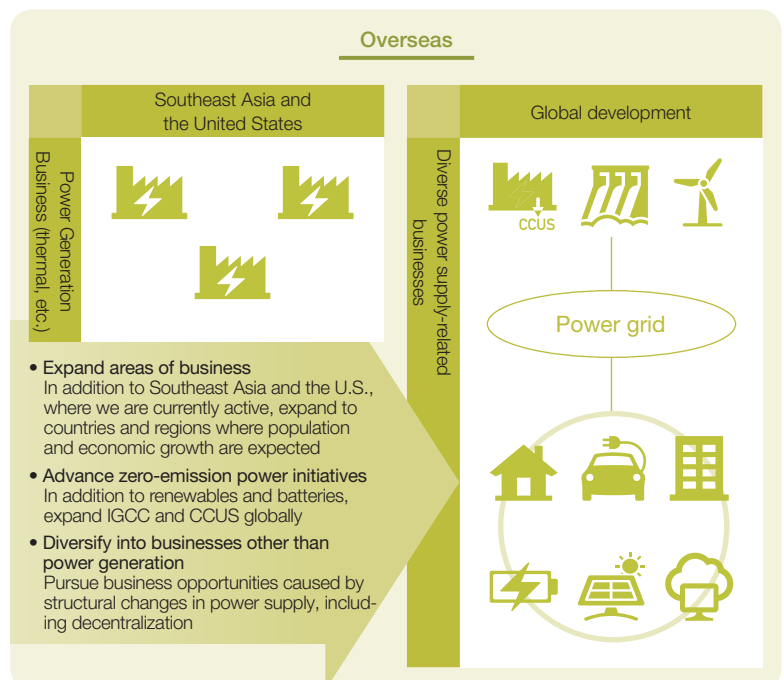 Overseas
Southeast Asia and
the United States
Power Generation
Business (thermal, etc.)
• Expand areas of business
In addition to Southeast Asia and the U.S.,
where we are currently active, expand to
countries and regions where population
and economic growth are expected
• Advance zero-emission power initiatives
In addition to renewables and batteries,
expand IGCC and CCUS globally
• Diversify into businesses other than
power generation
Pursue business opportunities caused by
structural changes in power supply, includ-
ing decentralization
Global development
Diverse power supply-related
businesses
CCUS
Power grid